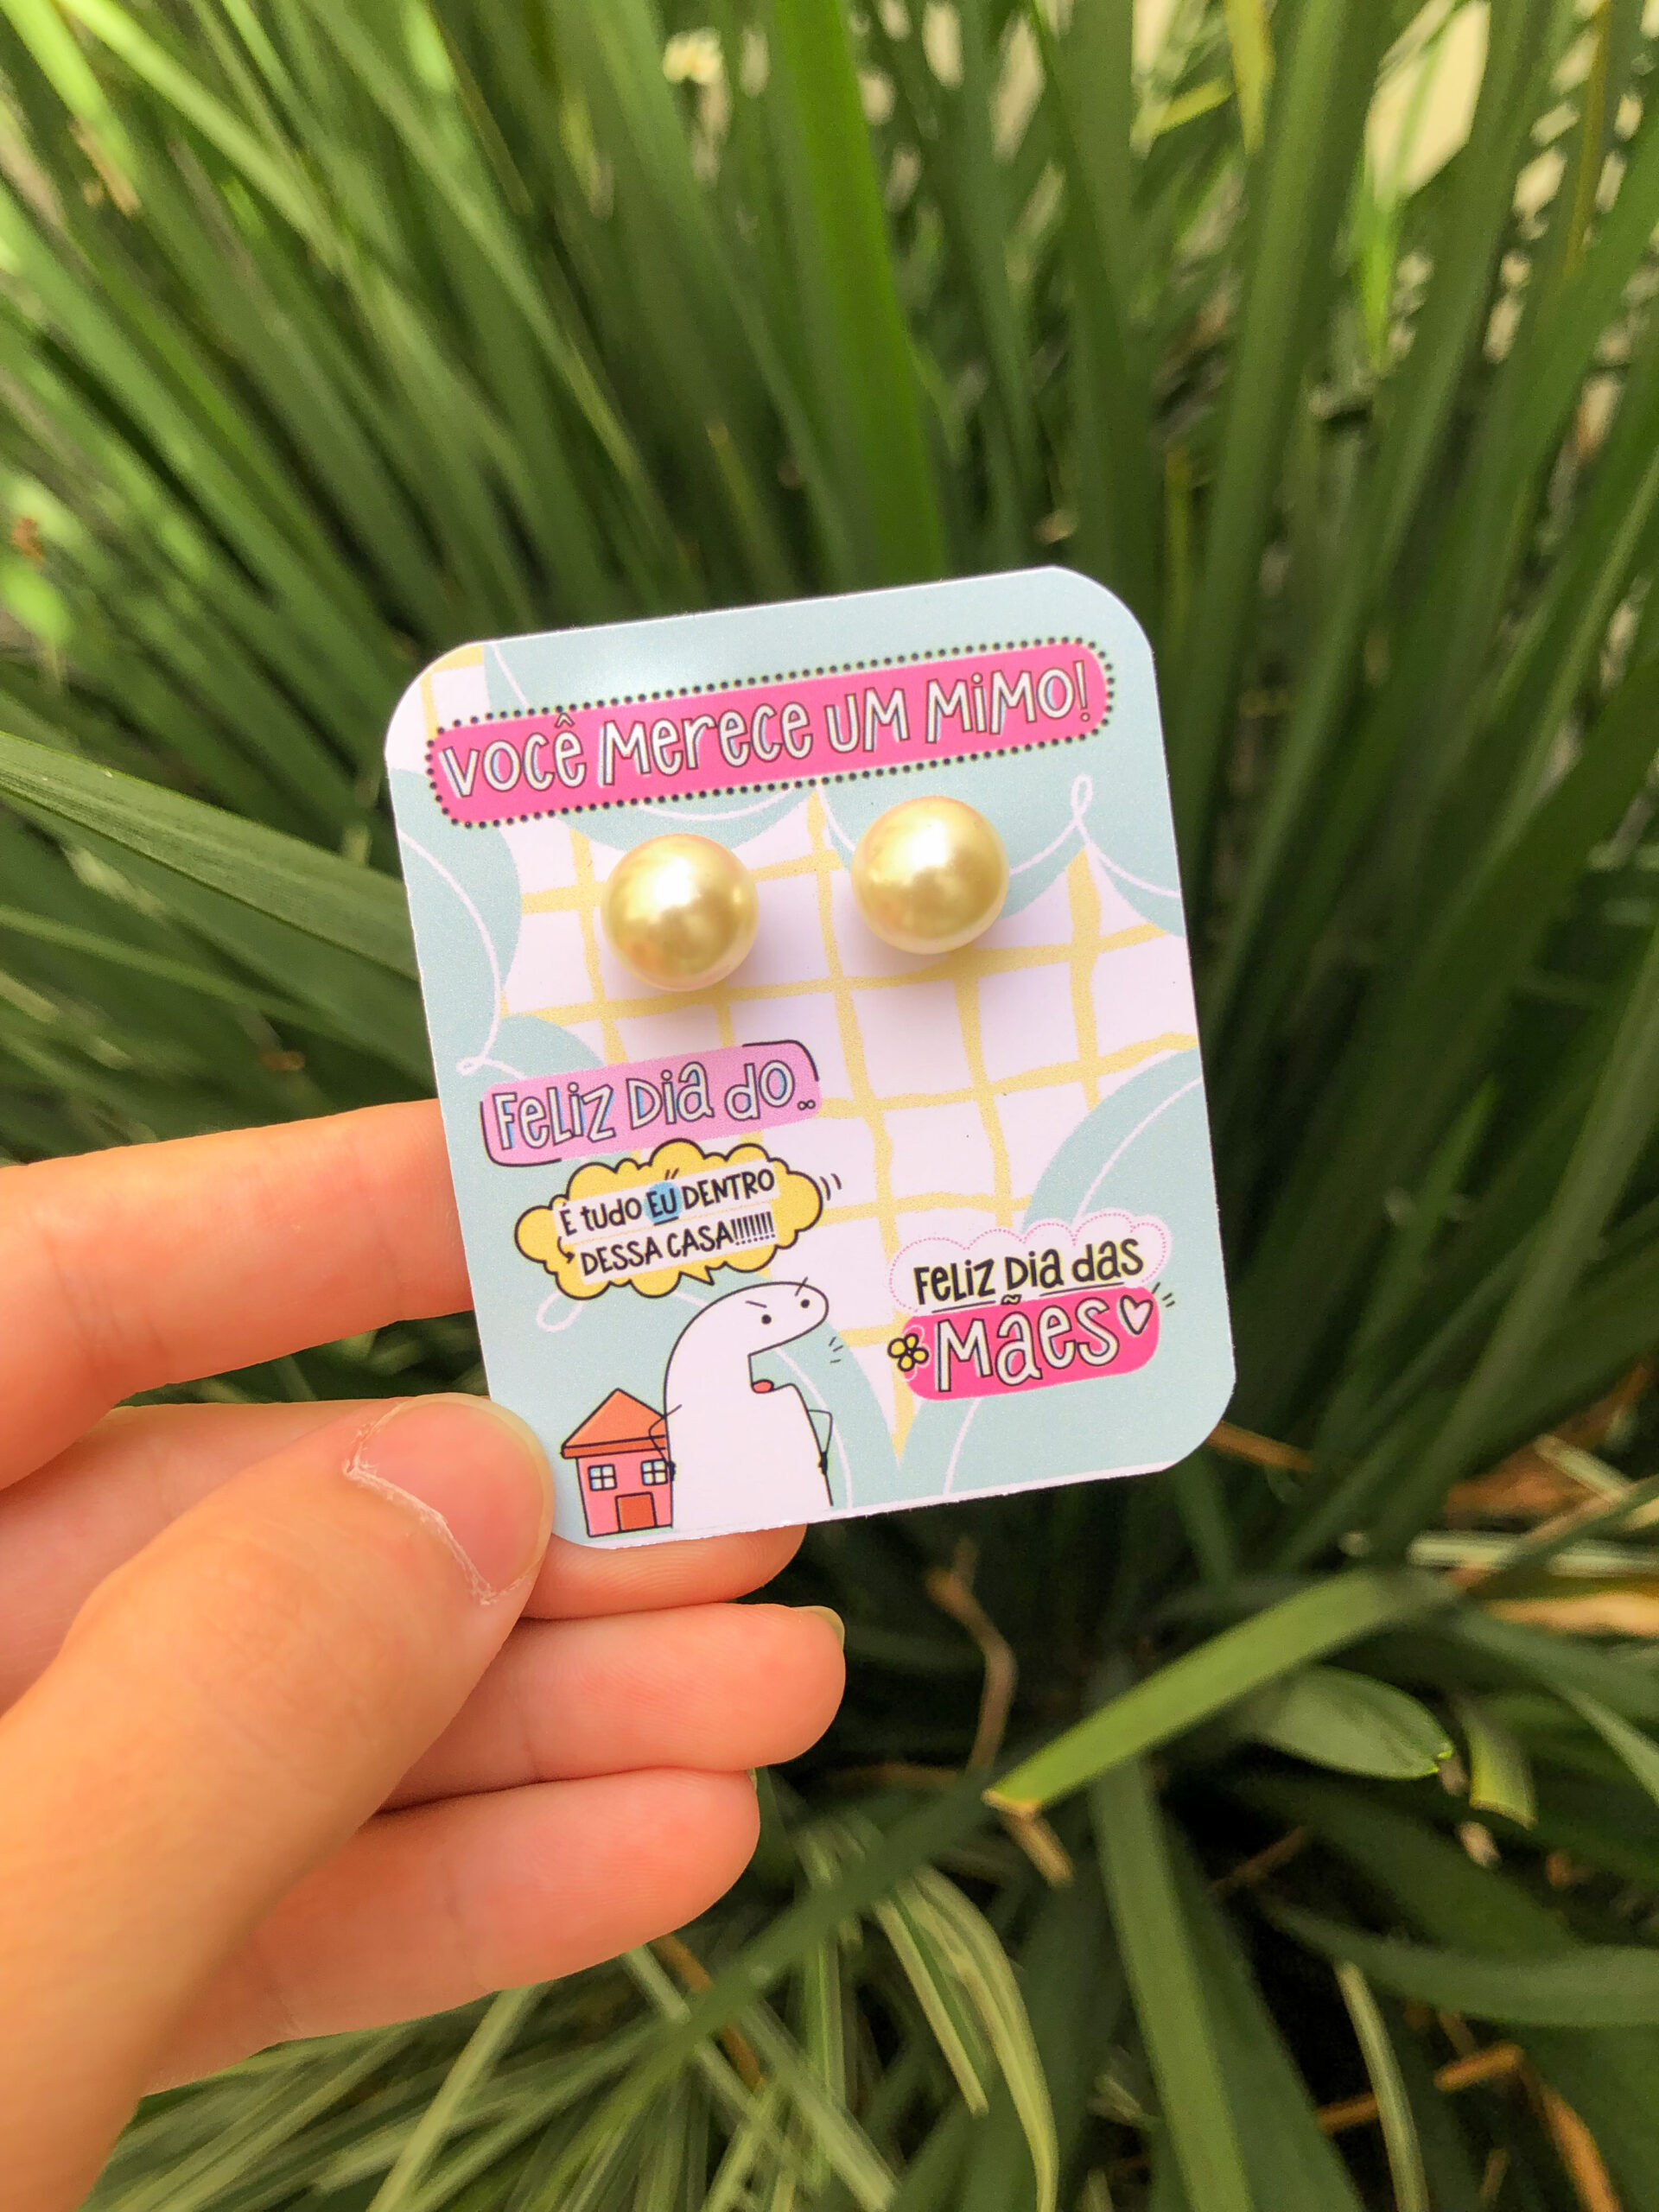 VOCÊ MERECE UM MIMO!
FELIZ DIA DO...
É TUDO EU DENTRO
DESSA CASA!!!!!!!
FELIZ DIA DAS
MÃES